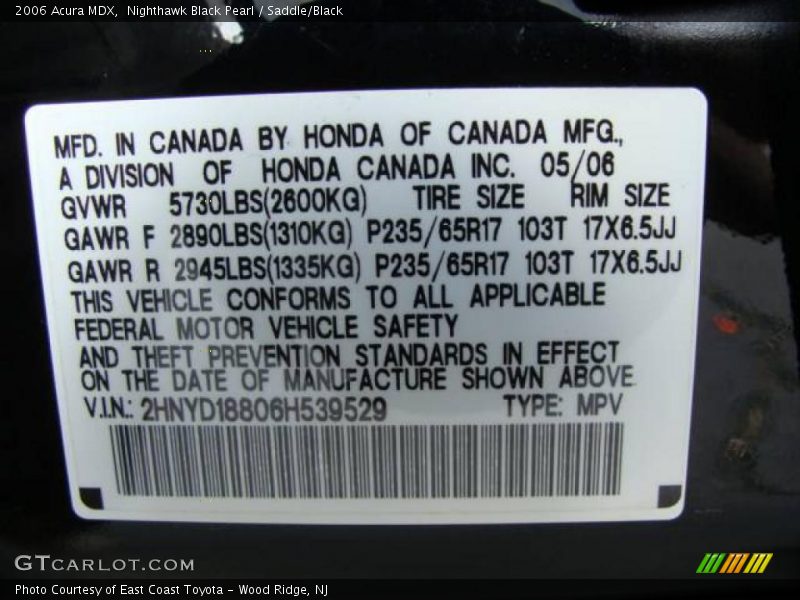 2006 Acura MDX, Nighthawk Black Pearl / Saddle/Black
MFD. IN CANADA BY HONDA OF CANADA MFG.,
A DIVISION OF HONDA CANADA INC. 05/06
GVWR 5730LBS(2600KG) TIRE SIZE RIM SIZE
GAWR F 2890LBS(1310KG) P235/65R17 103T 17X6.5JJ
GAWR R 2945LBS(1335KG) P235/65R17 103T 17X6.5JJ
THIS VEHICLE CONFORMS TO ALL APPLICABLE
FEDERAL MOTOR VEHICLE SAFETY
AND THEFT PREVENTION STANDARDS IN EFFECT
ON THE DATE OF MANUFACTURE SHOWN ABOVE
V.I.N.: 2HNYD18806H539529 TYPE: MPV
GTCARLOT.COM
Photo Courtesy of East Coast Toyota - Wood Ridge, NJ